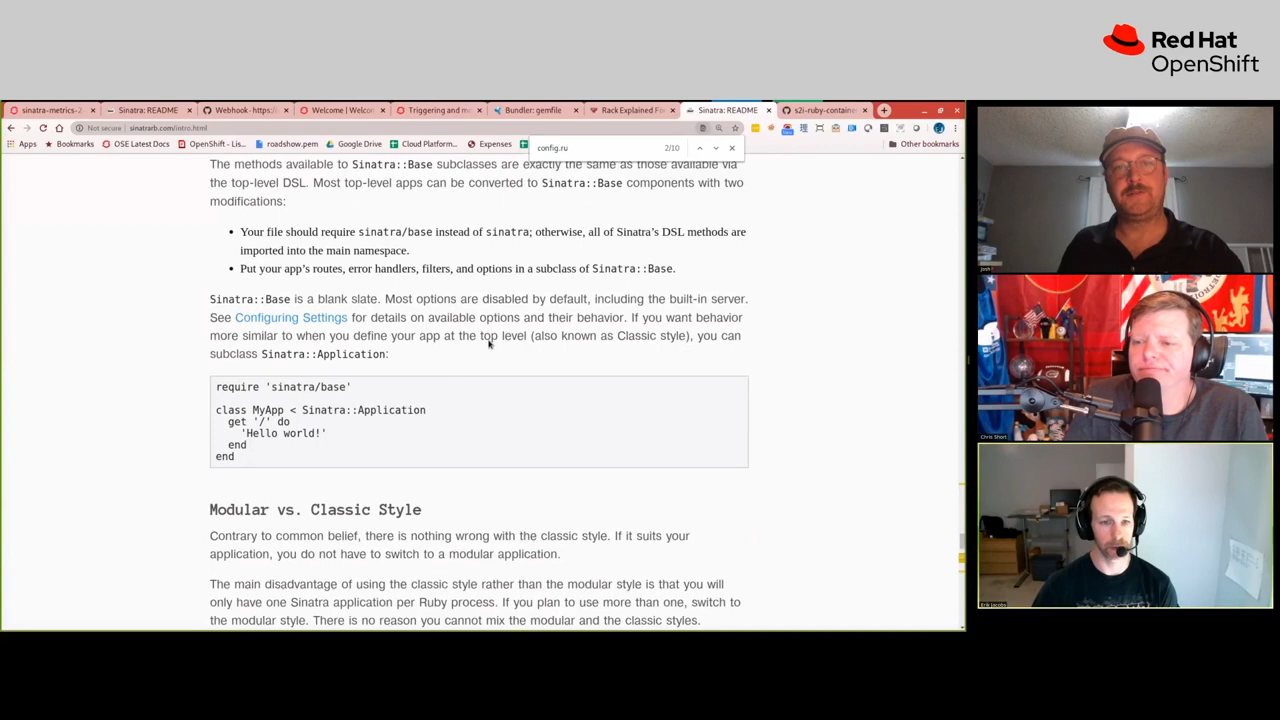 Red Hat
OpenShift
sinatra-metrics-2
Sinatra: README
Webhook · https:/
Welcome | Welcom
Triggering and m
Bundler: gemfile
Rack Explained Fo
Sinatra: README
s2i-ruby-containe
Not secure
sinatrarb.com/intro.html
Apps
Bookmarks
OSE Latest Docs
OpenShift - Lis...
roadshow.pem
Google Drive
Cloud Platform...
Expenses
Other bookmarks
config.ru
2/10
The methods available to Sinatra::Base subclasses are exactly the same as those available via
the top-level DSL. Most top-level apps can be converted to Sinatra::Base components with two
modifications:
Your file should require sinatra/base instead of sinatra; otherwise, all of Sinatra's DSL methods are
imported into the main namespace.
Put your app's routes, error handlers, filters, and options in a subclass of Sinatra::Base.
Sinatra::Base is a blank slate. Most options are disabled by default, including the built-in server.
See Configuring Settings for details on available options and their behavior. If you want behavior
more similar to when you define your app at the top level (also known as Classic style), you can
subclass Sinatra::Application:
require 'sinatra/base'
class MyApp < Sinatra::Application
get '/' do
'Hello world!'
end
end
Modular vs. Classic Style
Contrary to common belief, there is nothing wrong with the classic style. If it suits your
application, you do not have to switch to a modular application.
The main disadvantage of using the classic style rather than the modular style is that you will
only have one Sinatra application per Ruby process. If you plan to use more than one, switch to
the modular style. There is no reason you cannot mix the modular and the classic styles.
Chris Short
Erik Jacobs